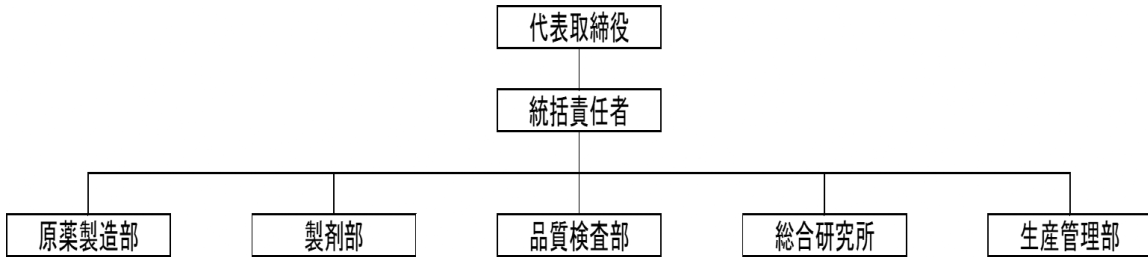 代表取締役
統括責任者
原薬製造部
製剤部
品質検査部
総合研究所
生産管理部